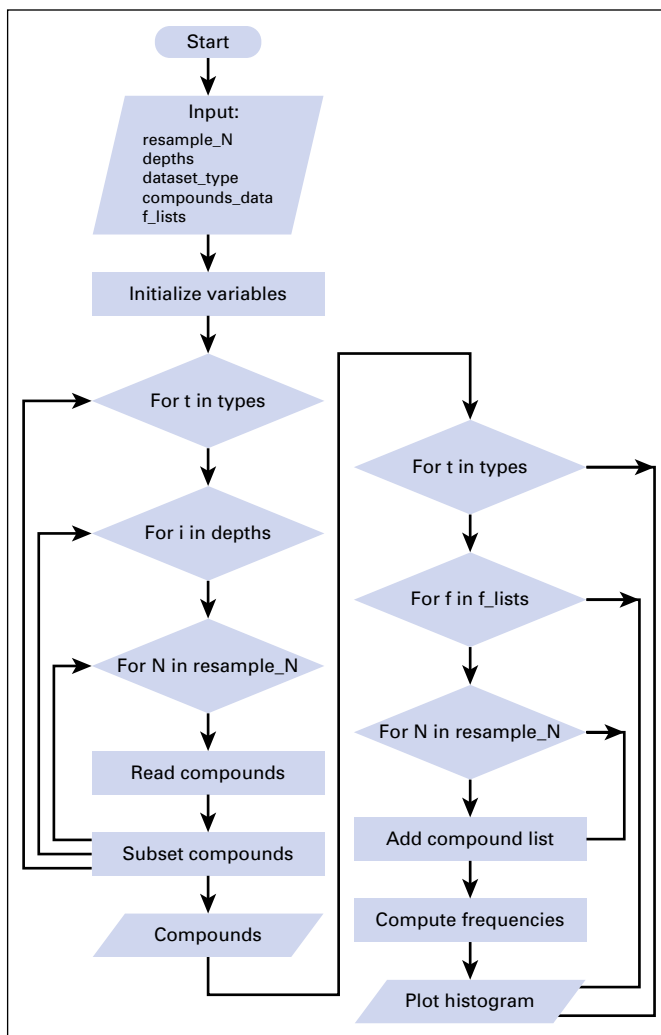 Start
Input:
resample_N
depths
dataset_type
compounds_data
f_lists
Initialize variables
For t in types
For i in depths
For N in resample_N
Read compounds
Subset compounds
Compounds
For t in types
For f in f_lists
For N in resample_N
Add compound list
Compute frequencies
Plot histogram